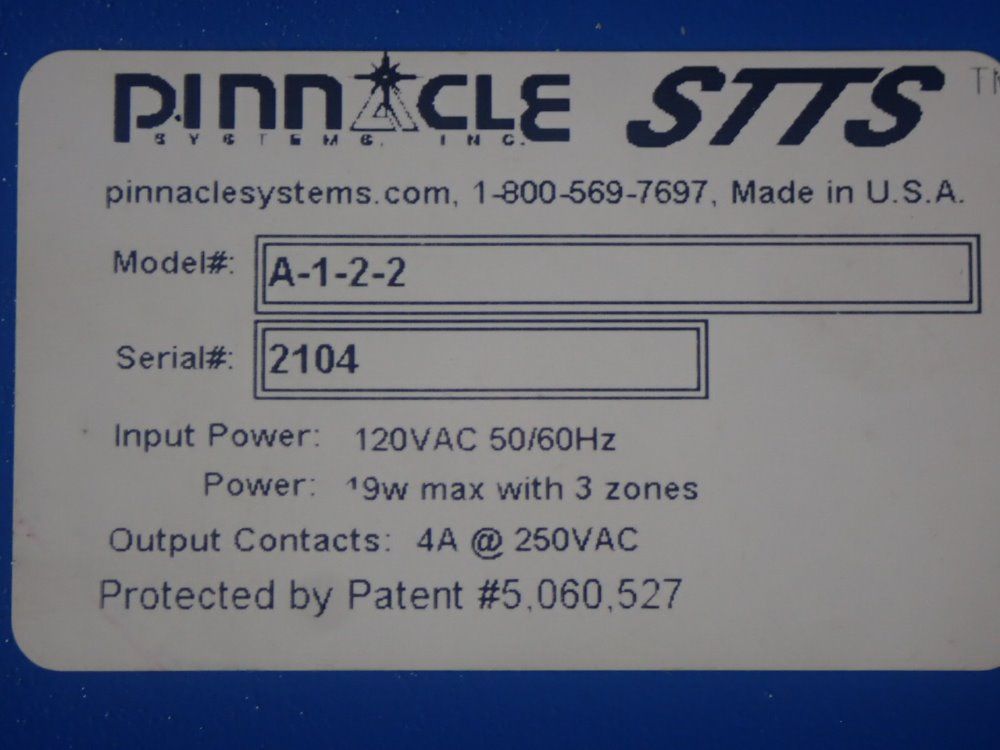 PINNACLE STTS TM
SYSTEMS, INC.
pinnaclesystems.com, 1-800-569-7697, Made in U.S.A.
Model#: A-1-2-2
Serial#: 2104
Input Power: 120VAC 50/60Hz
Power: 19w max with 3 zones
Output Contacts: 4A @ 250VAC
Protected by Patent #5,060,527